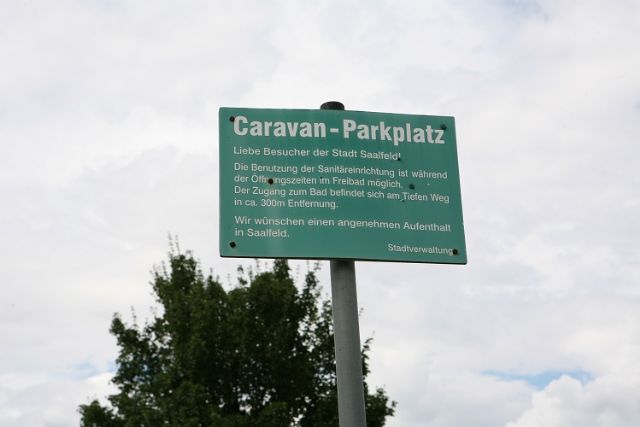 Caravan-Parkplatz
Liebe Besucher der Stadt Saalfeld!
Die Benutzung der Sanitäreinrichtung ist während
der Öffnungszeiten im Freibad möglich.
Der Zugang zum Bad befindet sich am Tiefen Weg
in ca. 300m Entfernung.
Wir wünschen einen angenehmen Aufenthalt
in Saalfeld.
Stadtverwaltung